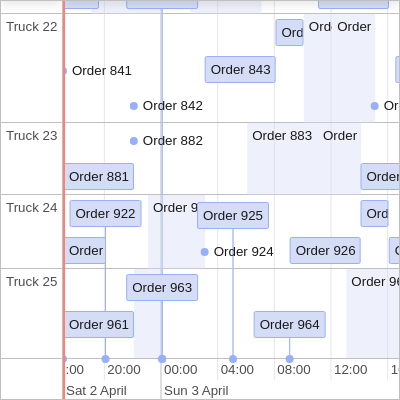 Truck 22
Ord Ord Order
Order 841
Order 843
Order 842
Or
Truck 23
Order 882
Order 883 Order
Order 881
Order
Truck 24
Order 922
Order 9
Order 925
Ord
Order
Order 924
Order 926
Truck 25
Order 963
Order 96
Order 961
Order 964
:00 20:00 00:00 04:00 08:00 12:00 1
Sat 2 April Sun 3 April